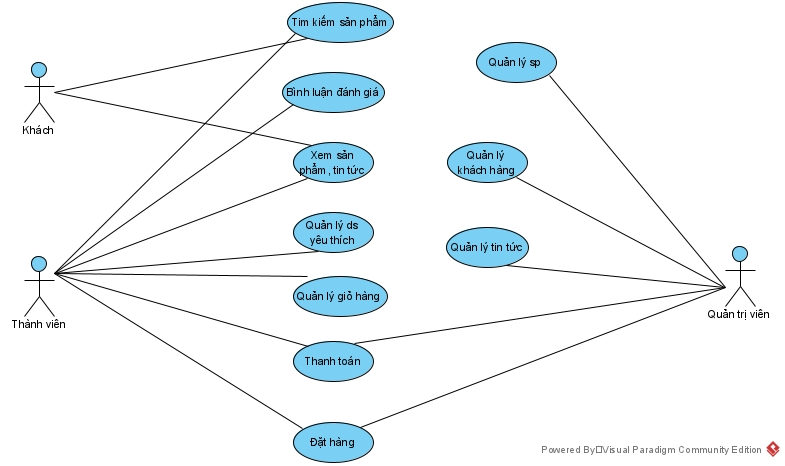 Tìm kiếm sản phẩm
Bình luận đánh giá
Xem sản
phẩm, tin tức
Quản lý ds
yêu thích
Quản lý giỏ hàng
Thanh toán
Đặt hàng
Khách
Thành viên
Quản lý sp
Quản lý
khách hàng
Quản lý tin tức
Quản trị viên
Powered By Visual Paradigm Community Edition